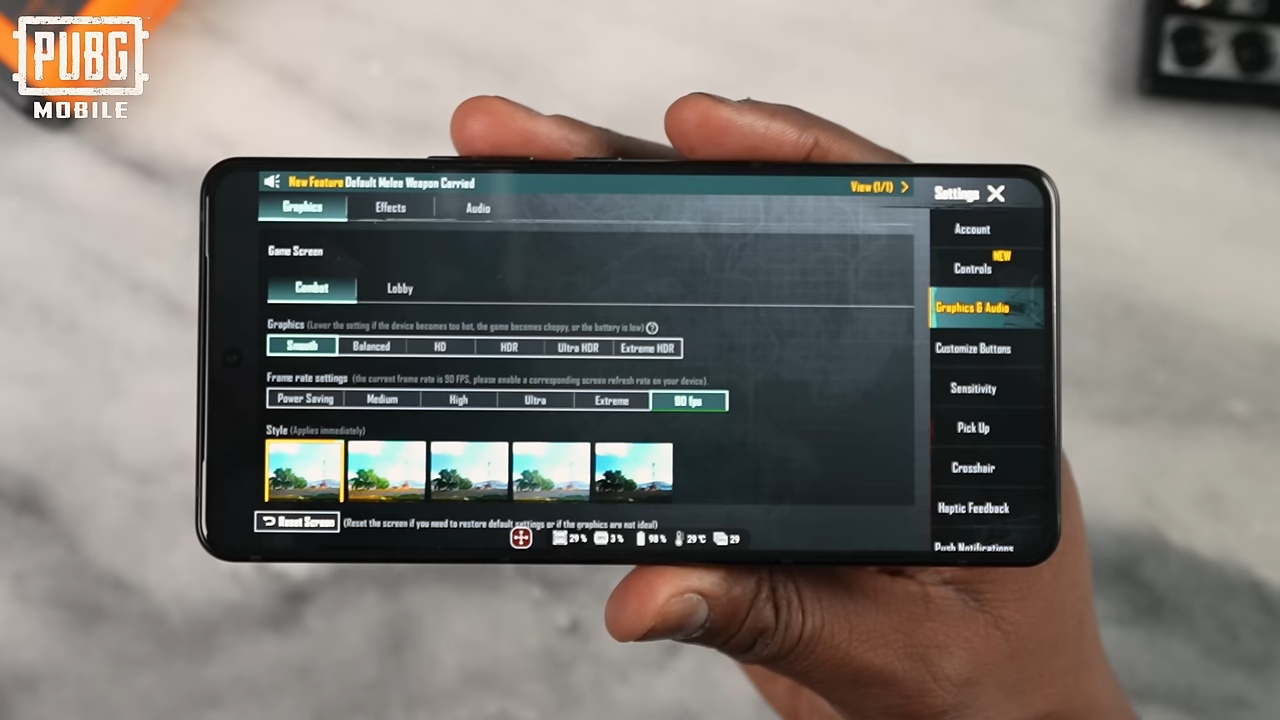 PUBG
MOBILE
New Feature Default Melee Weapon Carried
View (1/1)
Settings
Graphics
Effects
Audio
Account
Game Screen
NEW
Controls
Combat
Lobby
Graphics & Audio
Graphics (Lower the setting if the device becomes too hot, the game becomes choppy, or the battery is low)
Smooth
Balanced
HD
HDR
Ultra HDR
Extreme HDR
Customize Buttons
Frame rate settings (the current frame rate is 90 FPS, please enable a corresponding screen refresh rate on your device)
Power Saving
Medium
High
Ultra
Extreme
90 fps
Sensitivity
Style (Applies immediately)
Pick Up
Crosshair
Haptic Feedback
Reset Screen (Reset the screen if you need to restore default settings or if the graphics are not ideal)
29% 3% 98% 29°C 29
Push Notifications